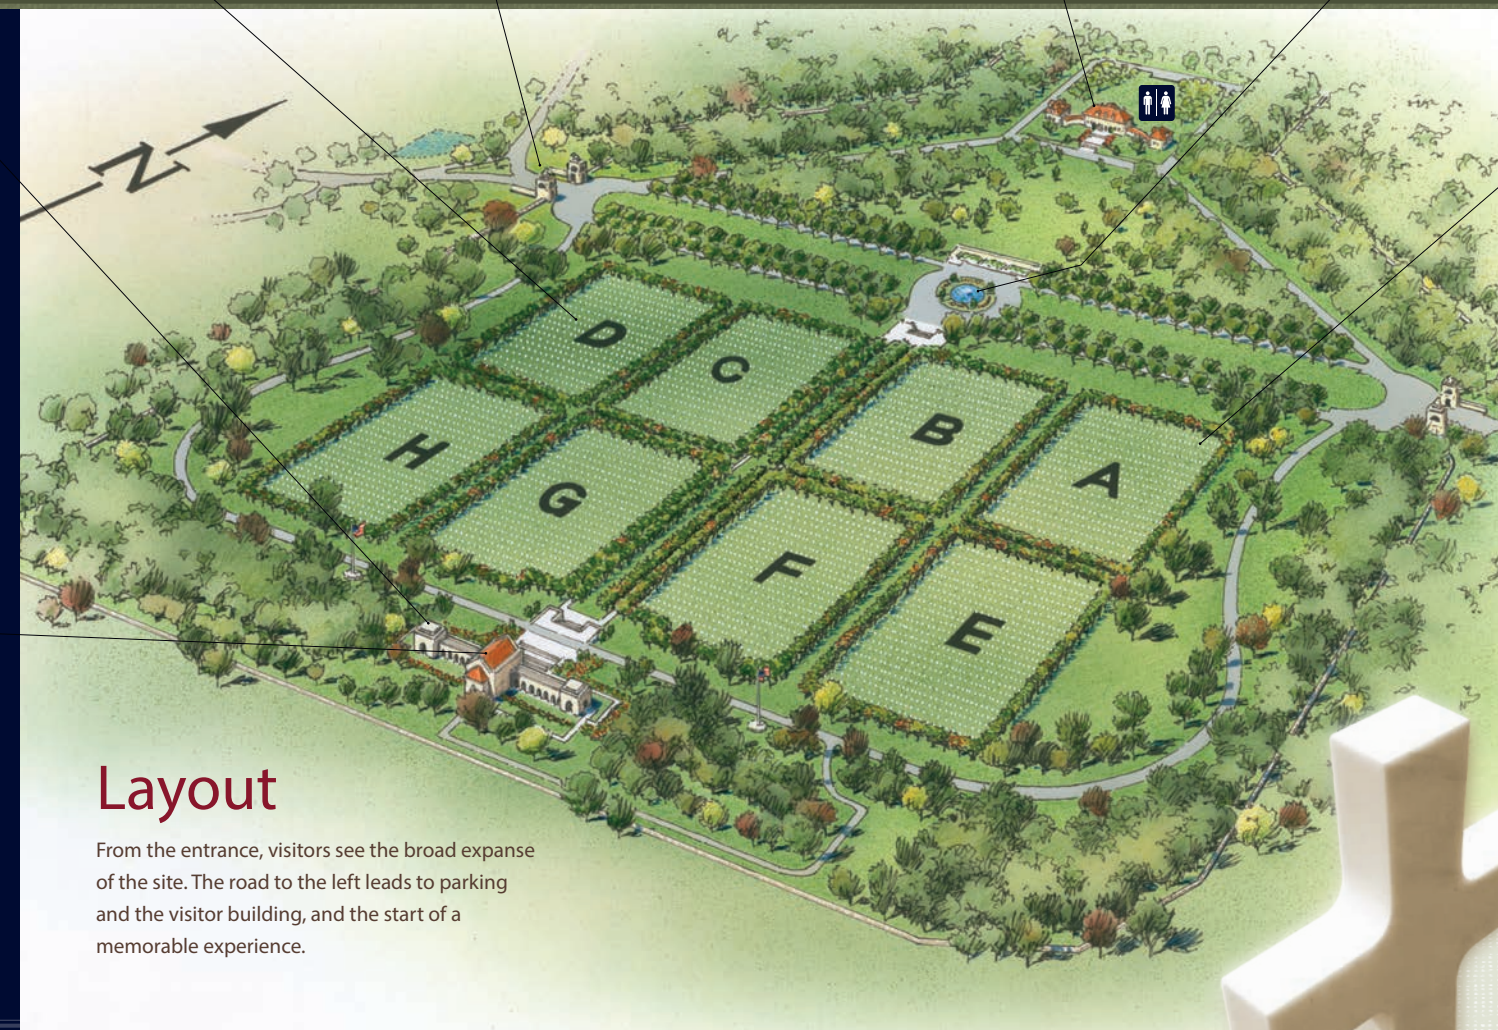 N
D
C
B
A
H
G
F
E
Layout
From the entrance, visitors see the broad expanse
of the site. The road to the left leads to parking
and the visitor building, and the start of a
memorable experience.